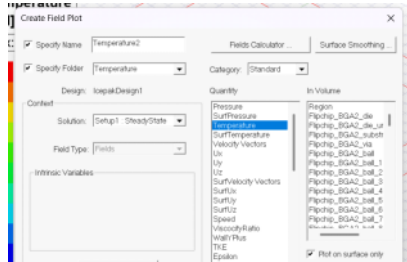 Temperature
Create Field Plot
Specify Name
Temperature2
Fields Calculator ...
Surface Smoothing...
Specify Folder
Temperature
Category:
Standard
Design:
IcepakDesign1
Quantity
In Volume
Context
Solution:
Setup1 : SteadyState
Field Type:
Fields
Intrinsic Variables
Pressure
SurfPressure
Temperature
SurfTemperature
Velocity Vectors
Ux
Uy
Uz
SurfVelocity Vectors
SurfUx
SurfUy
SurfUz
Speed
ViscosityRatio
WallYPlus
TKE
Epsilon
Region
Flipchip_BGA2_die
Flipchip_BGA2_die_ur
Flipchip_BGA2_substr
Flipchip_BGA2_via
Flipchip_BGA2_ball
Flipchip_BGA2_ball_1
Flipchip_BGA2_ball_2
Flipchip_BGA2_ball_3
Flipchip_BGA2_ball_4
Flipchip_BGA2_ball_5
Flipchip_BGA2_ball_6
Flipchip_BGA2_ball_7
Plot on surface only